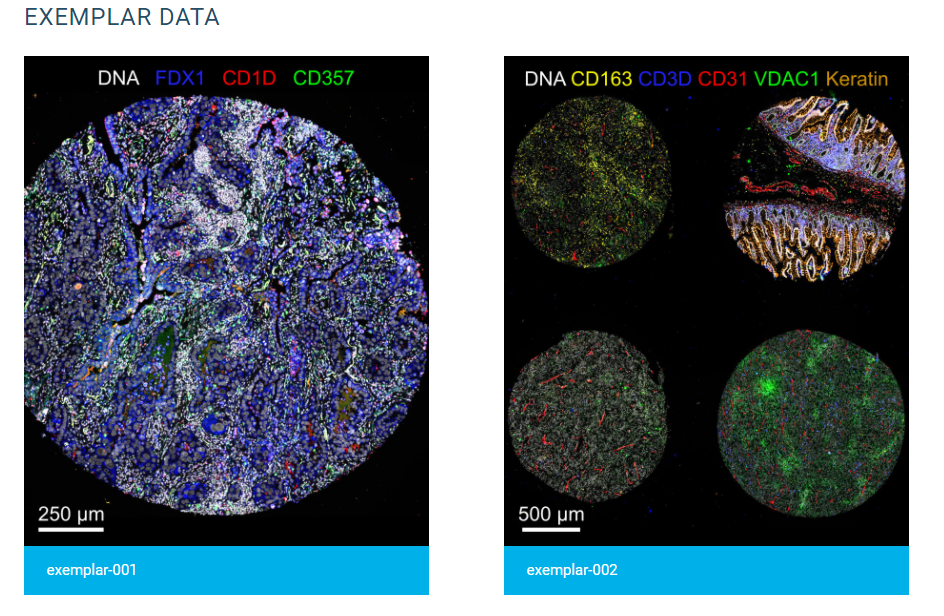 EXEMPLAR DATA
DNA FDX1 CD1D CD357
250 µm
exemplar-001
DNA CD163 CD3D CD31 VDAC1 Keratin
500 µm
exemplar-002